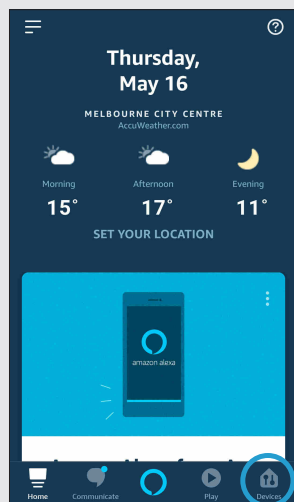 Thursday,
May 16
MELBOURNE CITY CENTRE
AccuWeather.com
Morning Afternoon Evening
15° 17° 11°
SET YOUR LOCATION
amazon alexa
Home Communicate Play Devices